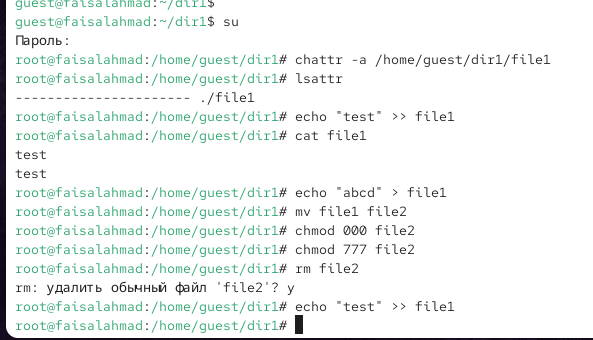 guest@faisalahmad:~/dir1$
guest@faisalahmad:~/dir1$ su
Пароль:
root@faisalahmad:/home/guest/dir1# chattr -a /home/guest/dir1/file1
root@faisalahmad:/home/guest/dir1# lsattr
---------------------- ./file1
root@faisalahmad:/home/guest/dir1# echo "test" >> file1
root@faisalahmad:/home/guest/dir1# cat file1
test
test
root@faisalahmad:/home/guest/dir1# echo "abcd" > file1
root@faisalahmad:/home/guest/dir1# mv file1 file2
root@faisalahmad:/home/guest/dir1# chmod 000 file2
root@faisalahmad:/home/guest/dir1# chmod 777 file2
root@faisalahmad:/home/guest/dir1# rm file2
rm: удалить обычный файл 'file2'? y
root@faisalahmad:/home/guest/dir1# echo "test" >> file1
root@faisalahmad:/home/guest/dir1#